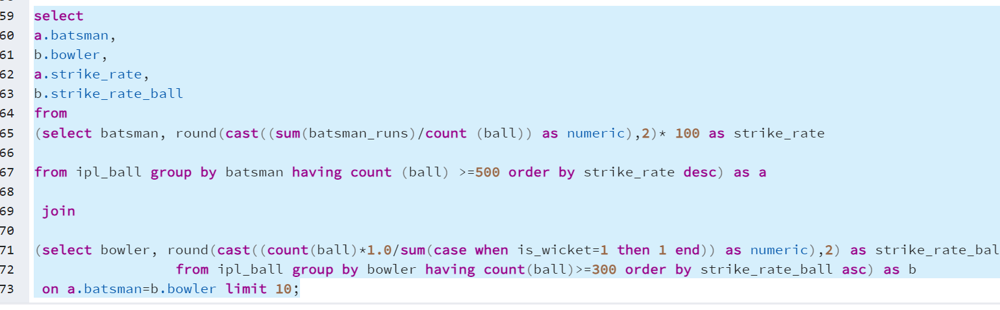 59 select
60 a.batsman,
61 b.bowler,
62 a.strike_rate,
63 b.strike_rate_ball
64 from
65 (select batsman, round(cast((sum(batsman_runs)/count (ball)) as numeric),2)* 100 as strike_rate
66
67 from ipl_ball group by batsman having count (ball) >=500 order by strike_rate desc) as a
68
69 join
70
71 (select bowler, round(cast((count(ball)*1.0/sum(case when is_wicket=1 then 1 end)) as numeric),2) as strike_rate_bal
72 from ipl_ball group by bowler having count(ball)>=300 order by strike_rate_ball asc) as b
73 on a.batsman=b.bowler limit 10;